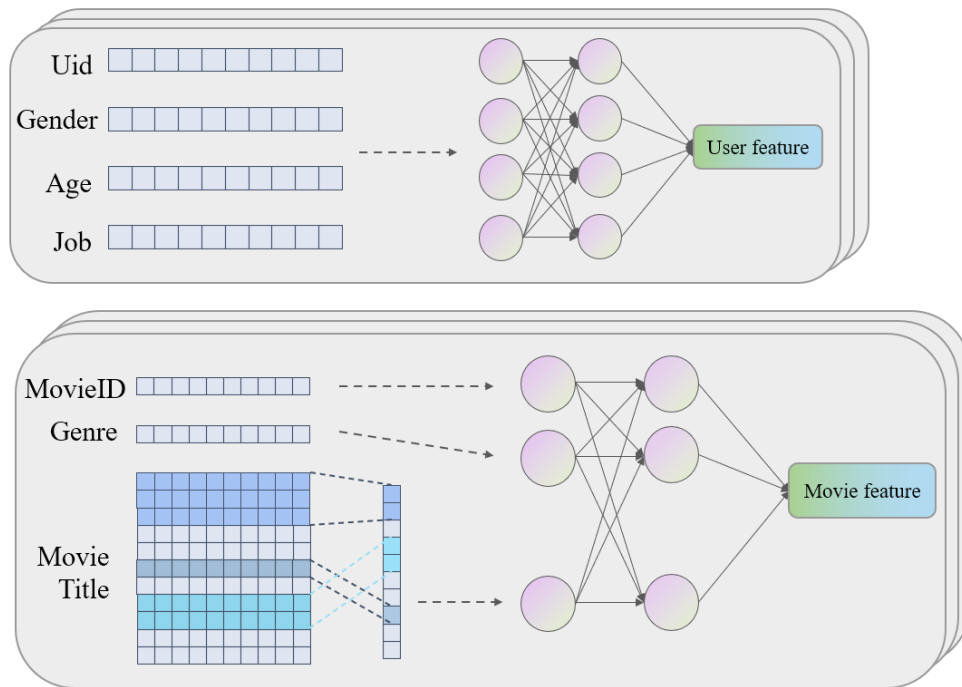 Uid
Gender
Age
Job
User feature
MovieID
Genre
Movie
Title
Movie feature